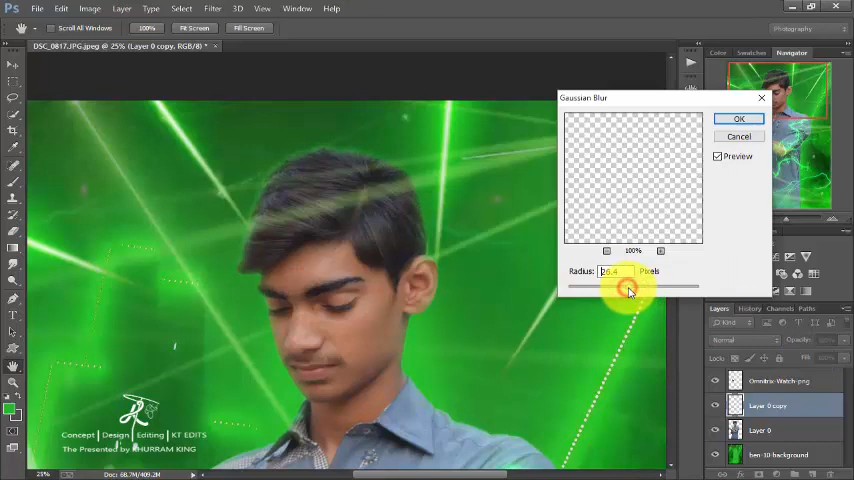 Ps File Edit Image Layer Type Select Filter 3D View Window Help
Scroll All Windows 100% Fit Screen Fill Screen Photography
DSC_0817.JPG.jpeg @ 25% (Layer 0 copy, RGB/8) * ×
Color Swatches Navigator
Gaussian Blur
OK
Cancel
Preview
100%
Radius: 26.4 Pixels
Layers History Channels Paths
Kind
Normal Opacity:
Lock: Fill:
Omnitrix-Watch-png
Layer 0 copy
Layer 0
ben-10-background
Concept | Design | Editing | KT EDITS
The Presented by KHURRAM KING
25% Doc: 68.7M/409.2M